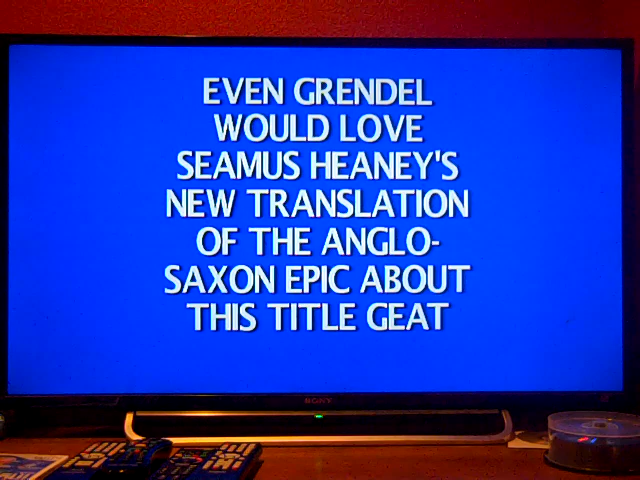 EVEN GRENDEL
WOULD LOVE
SEAMUS HEANEY'S
NEW TRANSLATION
OF THE ANGLO-
SAXON EPIC ABOUT
THIS TITLE GEAT
SONY